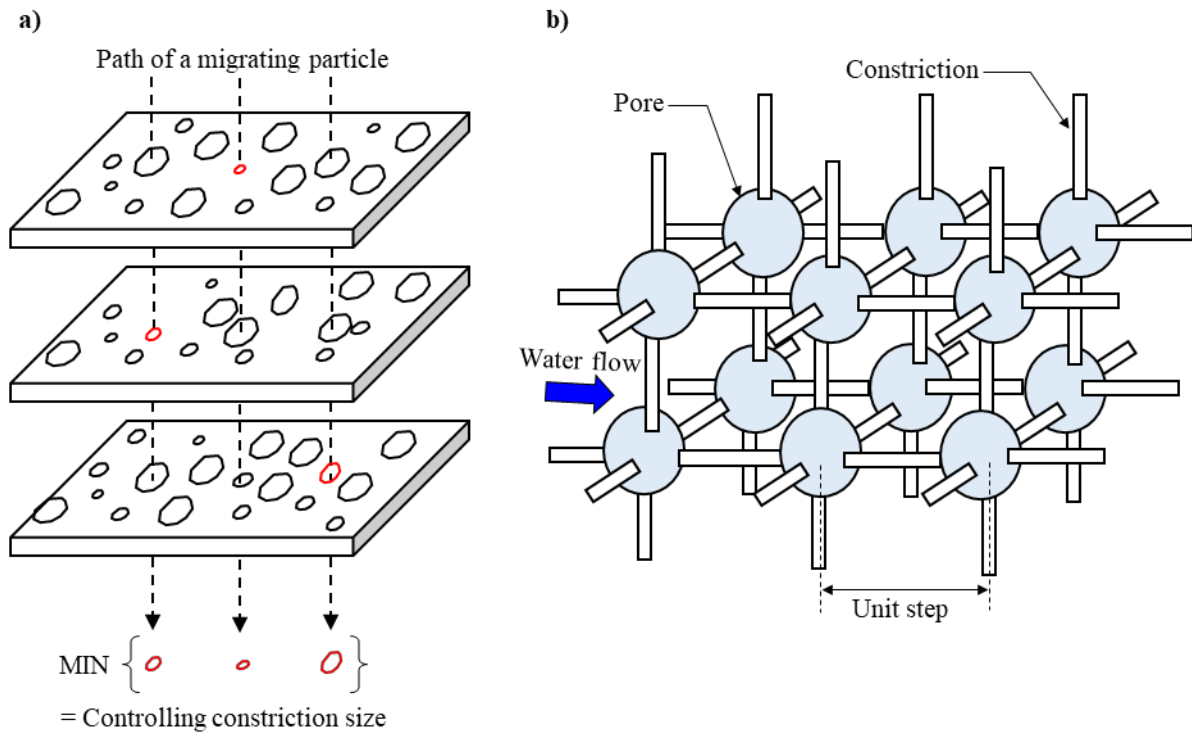 a)
Path of a migrating particle
MIN
= Controlling constriction size
b)
Constriction
Pore
Water flow
Unit step